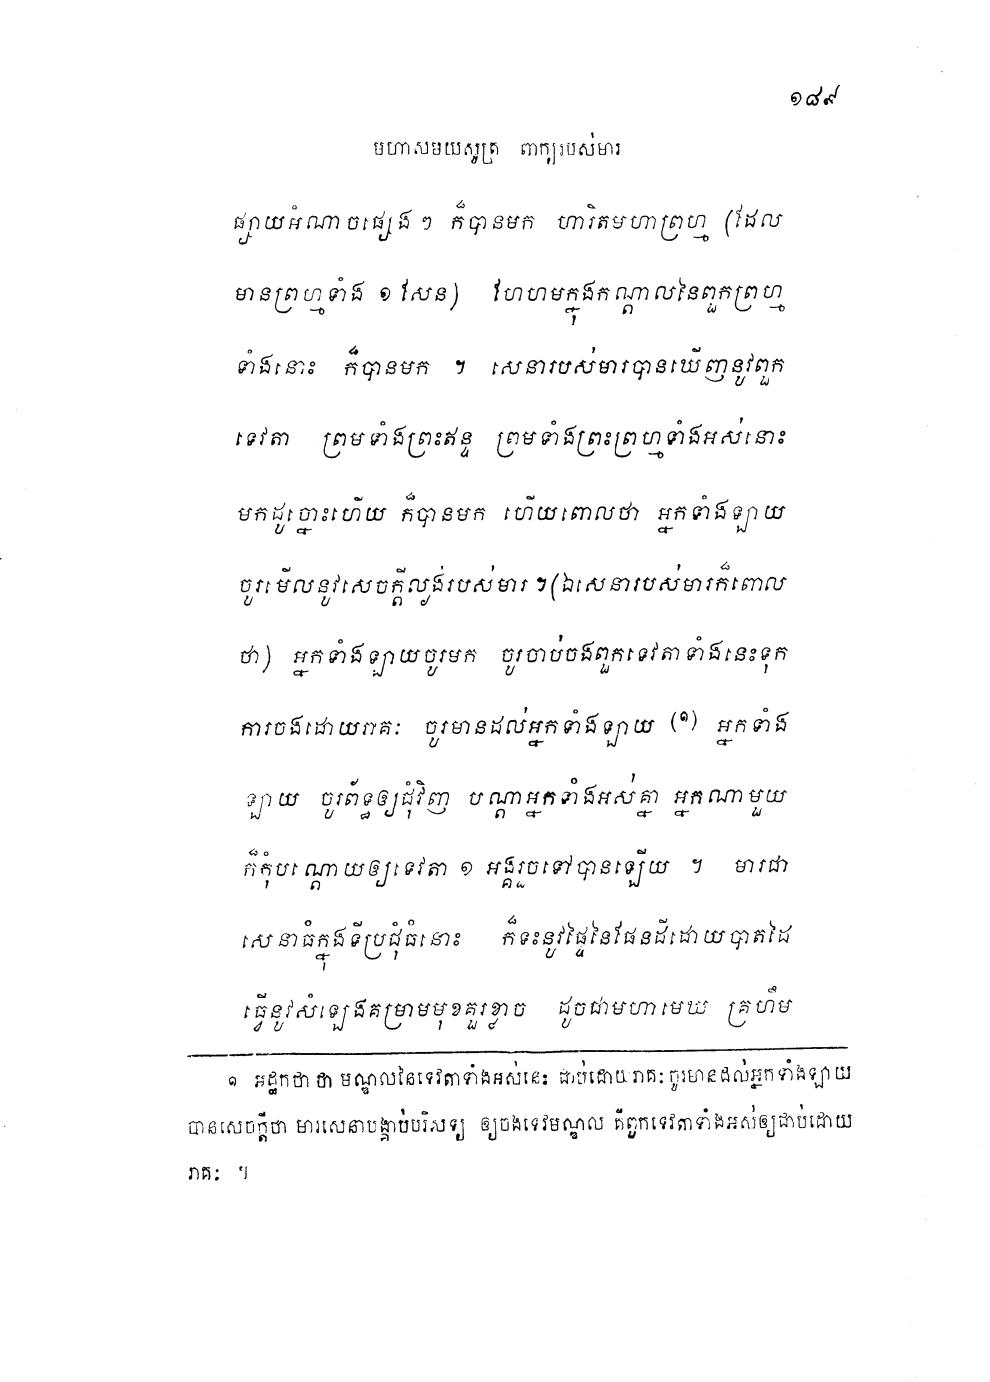 ១៨៩
មហាសមយសូត្រ ពាក្យរបស់មារ
ផ្សាយអំណាចផ្សេង ៗ ក៏បានមក ហារិតមហាព្រហ្ម (ដែល
មានព្រហ្មទាំង ១ សែន) ហែហមក្នុងកណ្តាលនៃពួកព្រហ្ម
ទាំងនោះ ក៏បានមក ។ សេនារបស់មារបានឃើញនូវពួក
ទេវតា ព្រមទាំងព្រះឥន្ទ ព្រមទាំងព្រះព្រហ្មទាំងអស់នោះ
មកដូច្នោះហើយ ក៏បានមក ហើយពោលថា អ្នកទាំងឡាយ
ចូរមើលនូវសេចក្តីល្ងង់របស់មារ ។ (ឯសេនារបស់មារក៏ពោល
ថា) អ្នកទាំងឡាយចូរមក ចូរចាប់ចងពួកទេវតាទាំងនេះទុក
ការចងដោយរាគៈ ចូរមានដល់អ្នកទាំងឡាយ (១) អ្នកទាំង
ឡាយ ចូរព័ទ្ធឲ្យជុំវិញ បណ្តាអ្នកទាំងអស់គ្នា អ្នកណាមួយ
ក៏កុំបណ្តោយឲ្យទេវតា ១ អង្គរួចទៅបានឡើយ ។ មារជា
សេនាធំក្នុងទីប្រជុំធំនោះ ក៏ទះនូវផ្ទៃនៃផែនដីដោយបាតដៃ
ធ្វើនូវសំឡេងគម្រាមមុខគួរខ្លាច ដូចជាមហាមេឃ គ្រហឹម
១ អដ្ឋកថា ថា មណ្ឌលនៃទេវតាទាំងអស់នេះ ជាប់ដោយរាគៈ ចូរមានដល់អ្នកទាំងឡាយ
បានសេចក្តីថា មារសេនាបង្គាប់បរិសទ្យ ឲ្យចងទេវមណ្ឌល គឺពួកទេវតាទាំងអស់ឲ្យជាប់ដោយ
រាគៈ ។